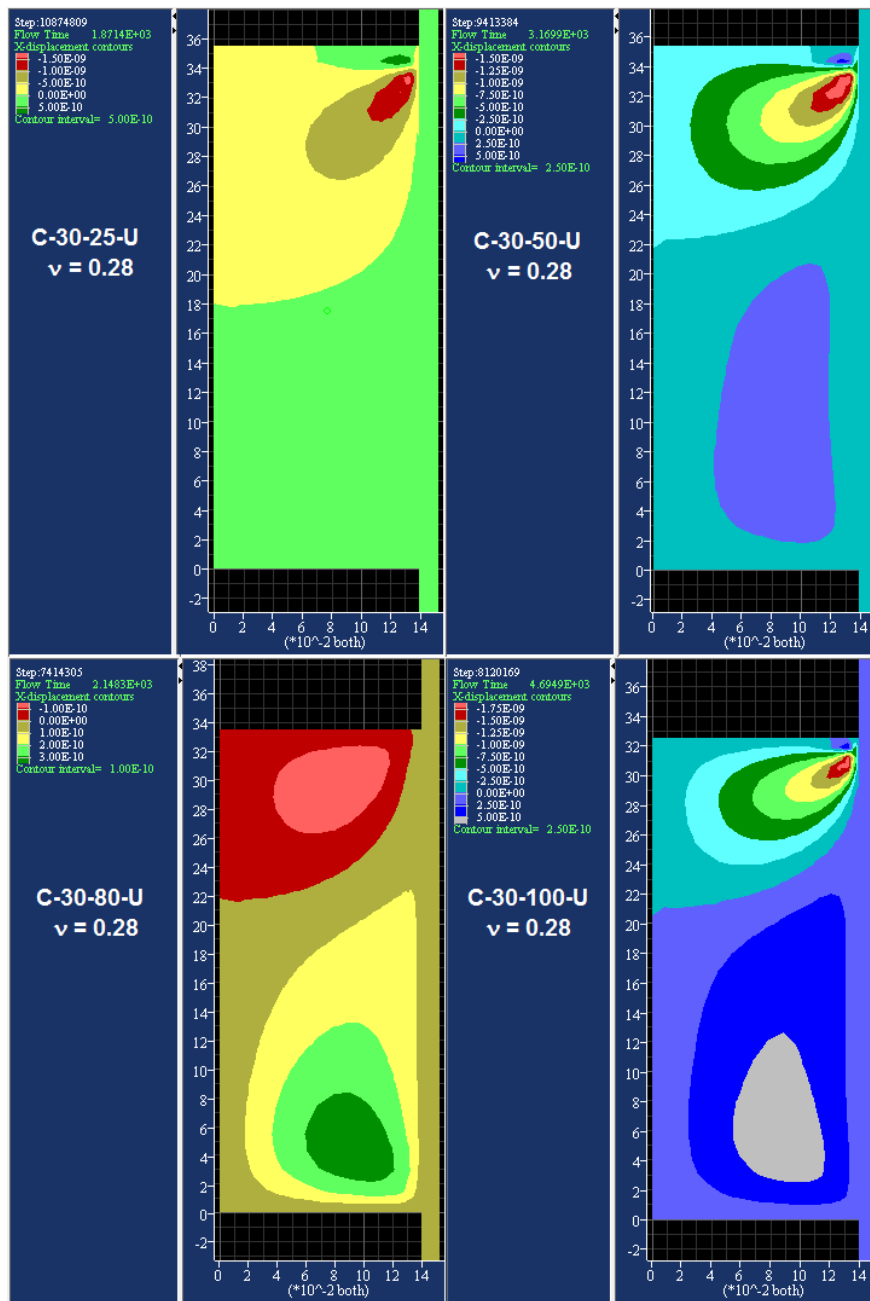 Step:10874809
Flow Time 1.8714E+03
X-displacement contours
-1.50E-09
-1.00E-09
-5.00E-10
0.00E+00
5.00E-10
Contour interval= 5.00E-10
C-30-25-U
ν = 0.28
36
34
32
30
28
26
24
22
20
18
16
14
12
10
8
6
4
2
0
-2
0 2 4 6 8 10 12 14
(*10^-2 both)
Step:9413384
Flow Time 3.1699E+03
X-displacement contours
-1.50E-09
-1.25E-09
-1.00E-09
-7.50E-10
-5.00E-10
-2.50E-10
0.00E+00
2.50E-10
5.00E-10
Contour interval= 2.50E-10
C-30-50-U
ν = 0.28
36
34
32
30
28
26
24
22
20
18
16
14
12
10
8
6
4
2
0
-2
0 2 4 6 8 10 12 14
(*10^-2 both)
Step:7414305
Flow Time 2.1483E+03
X-displacement contours
-1.00E-10
0.00E+00
1.00E-10
2.00E-10
3.00E-10
Contour interval= 1.00E-10
C-30-80-U
ν = 0.28
38
36
34
32
30
28
26
24
22
20
18
16
14
12
10
8
6
4
2
0
-2
0 2 4 6 8 10 12 14
(*10^-2 both)
Step:8120169
Flow Time 4.6949E+03
X-displacement contours
-1.75E-09
-1.50E-09
-1.25E-09
-1.00E-09
-7.50E-10
-5.00E-10
-2.50E-10
0.00E+00
2.50E-10
5.00E-10
Contour interval= 2.50E-10
C-30-100-U
ν = 0.28
36
34
32
30
28
26
24
22
20
18
16
14
12
10
8
6
4
2
0
-2
0 2 4 6 8 10 12 14
(*10^-2 both)